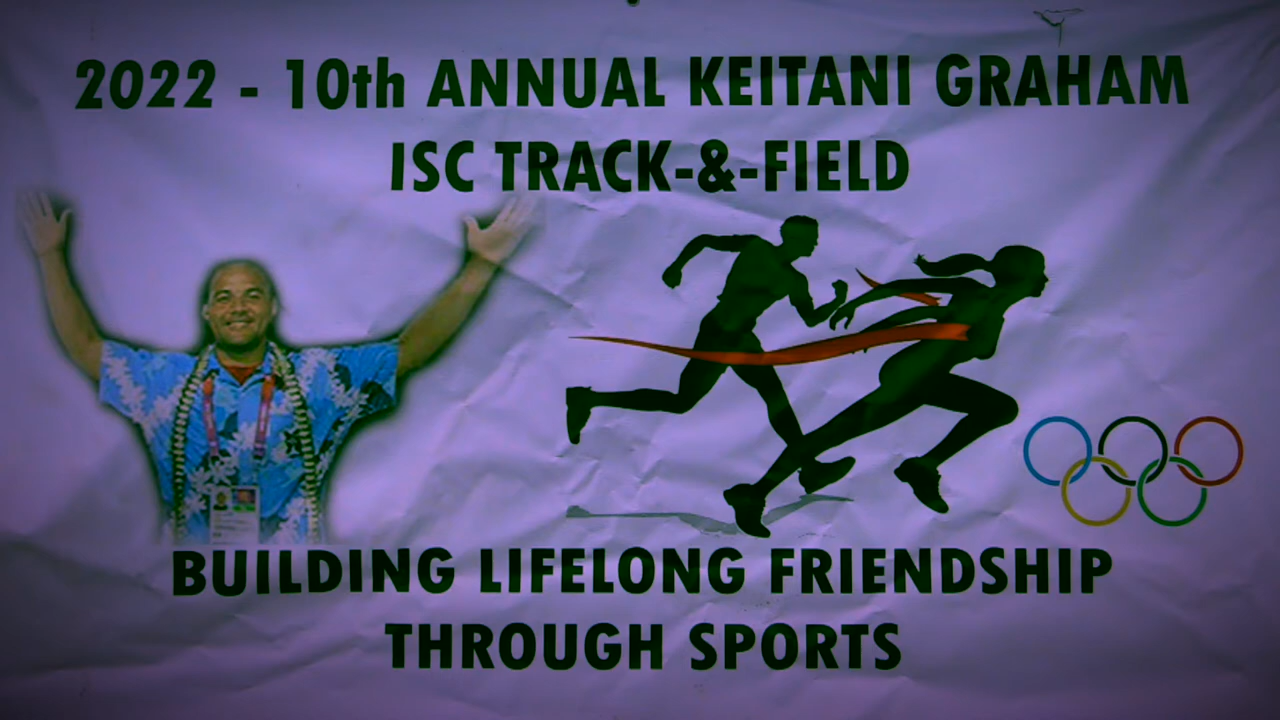 2022 - 10th ANNUAL KEITANI GRAHAM
ISC TRACK-&-FIELD
BUILDING LIFELONG FRIENDSHIP
THROUGH SPORTS